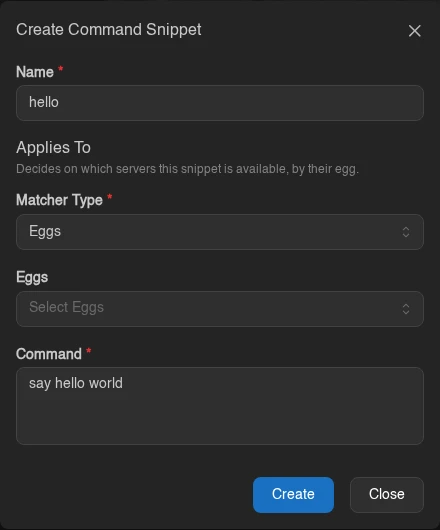 Create Command Snippet
Name *
hello
Applies To
Decides on which servers this snippet is available, by their egg.
Matcher Type *
Eggs
Eggs
Select Eggs
Command *
say hello world
Create Close